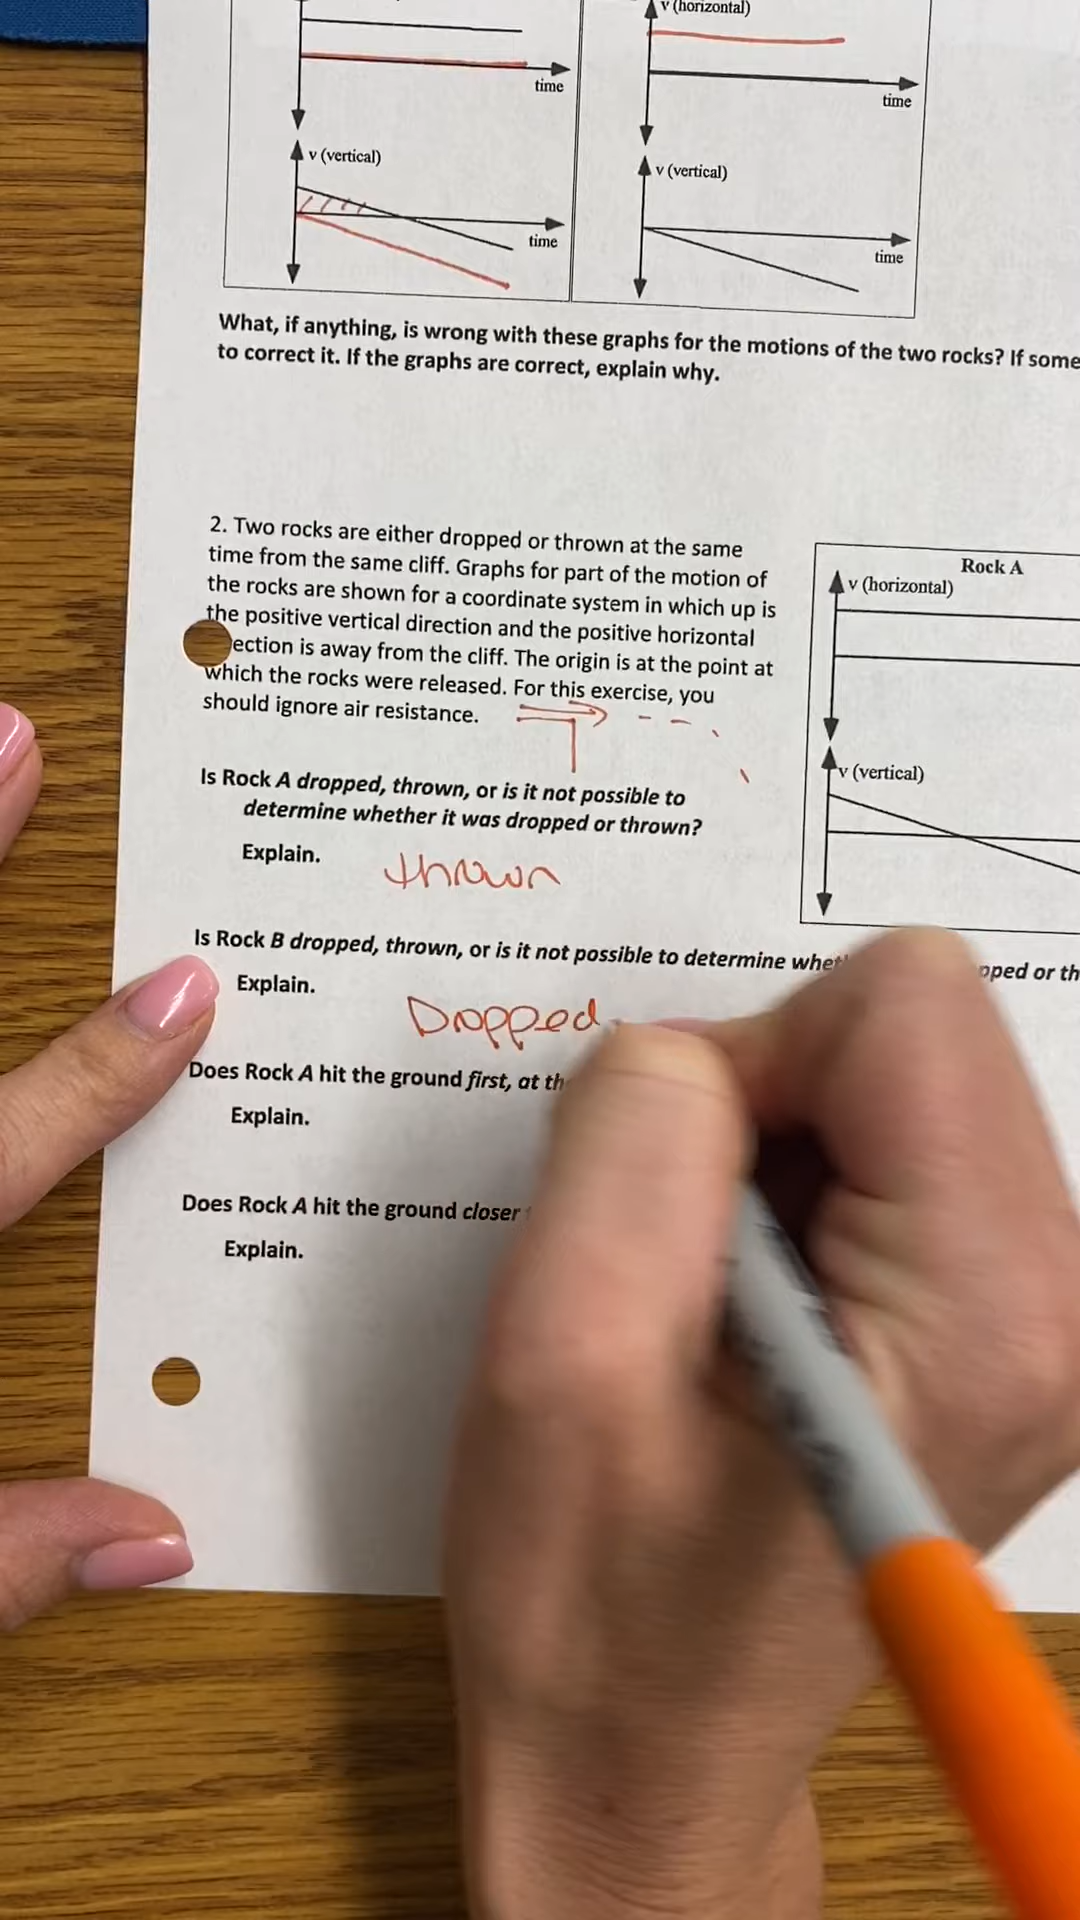 v (horizontal)
time
time
v (vertical)
v (vertical)
time
time
What, if anything, is wrong with these graphs for the motions of the two rocks? If some
to correct it. If the graphs are correct, explain why.
2. Two rocks are either dropped or thrown at the same
time from the same cliff. Graphs for part of the motion of
the rocks are shown for a coordinate system in which up is
the positive vertical direction and the positive horizontal
ection is away from the cliff. The origin is at the point at
which the rocks were released. For this exercise, you
should ignore air resistance.
Rock A
v (horizontal)
v (vertical)
Is Rock A dropped, thrown, or is it not possible to
determine whether it was dropped or thrown?
Explain.
thrown
Is Rock B dropped, thrown, or is it not possible to determine whet pped or th
Explain.
Dropped
Does Rock A hit the ground first, at th
Explain.
Does Rock A hit the ground closer
Explain.